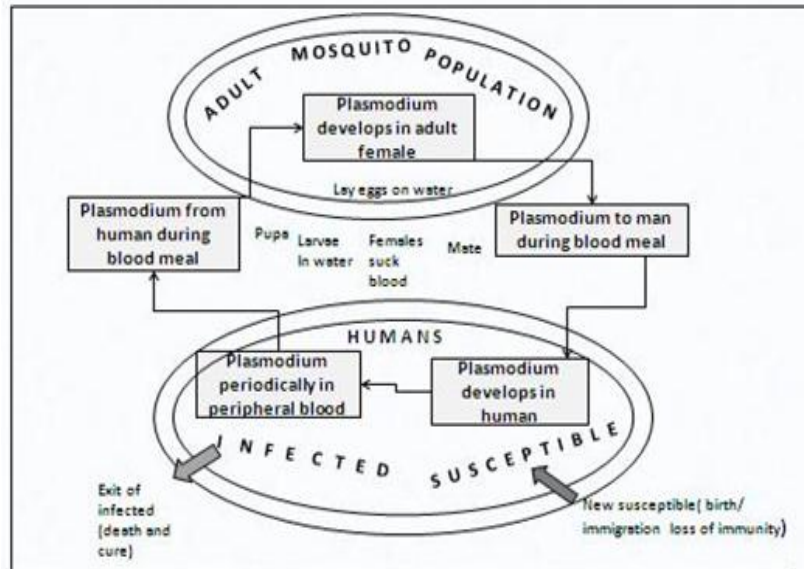 ADULT MOSQUITO POPULATION
Plasmodium
develops in adult
female
Lay eggs on water
Plasmodium from
human during
blood meal
Pupa
Larvae
In water
Females
suck
blood
Mate
Plasmodium to man
during blood meal
HUMANS
Plasmodium
periodically in
peripheral blood
Plasmodium
develops in
human
INFECTED SUSCEPTIBLE
Exit of
infected
(death and
cure)
New susceptible( birth/
immigration loss of immunity)